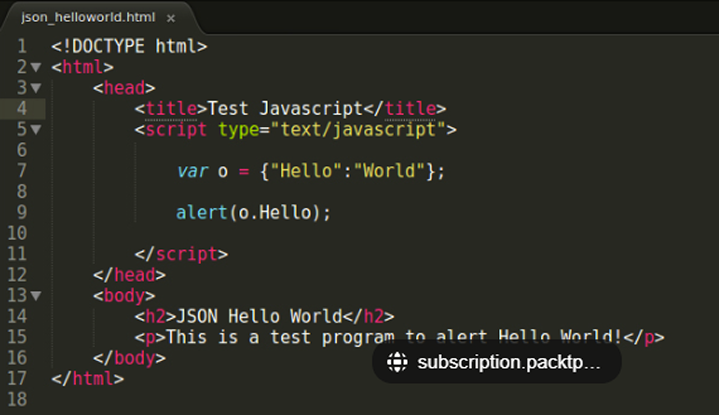 json_helloworld.html ×
1 <!DOCTYPE html>
2 <html>
3 <head>
4 <title>Test Javascript</title>
5 <script type="text/javascript">
6
7 var o = {"Hello":"World"};
8
9 alert(o.Hello);
10
11 </script>
12 </head>
13 <body>
14 <h2>JSON Hello World</h2>
15 <p>This is a test program to alert Hello World!</p>
16 </body>
17 </html>
18
subscription.packtp...